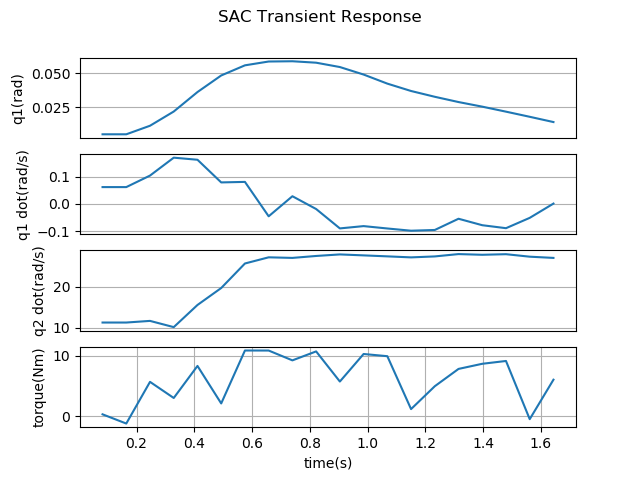 SAC Transient Response
q1(rad)
0.050
0.025
q1 dot(rad/s)
0.1
0.0
−0.1
q2 dot(rad/s)
20
10
torque(Nm)
10
0
0.2 0.4 0.6 0.8 1.0 1.2 1.4 1.6
time(s)